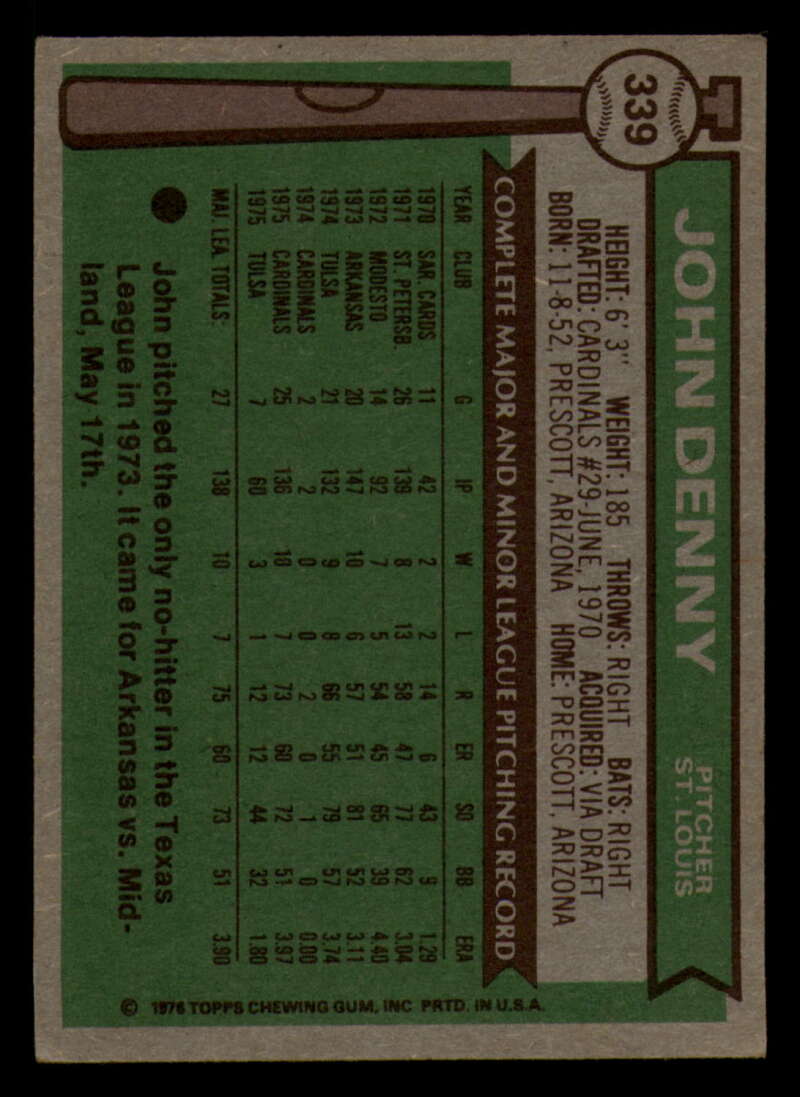 339
JOHN DENNY
PITCHER
ST. LOUIS
HEIGHT: 6' 3" WEIGHT: 185 THROWS: RIGHT BATS: RIGHT
DRAFTED: CARDINALS #29-JUNE, 1970 ACQUIRED: VIA DRAFT
BORN: 11-8-52, PRESCOTT, ARIZONA HOME: PRESCOTT, ARIZONA
COMPLETE MAJOR AND MINOR LEAGUE PITCHING RECORD
YEAR CLUB G IP W L R ER SO BB ERA
1970 SAR. CARDS 11 42 2 2 14 6 43 9 1.29
1971 ST. PETERSB. 26 139 8 13 58 47 77 62 3.04
1972 MODESTO 14 92 7 5 54 45 65 39 4.40
1973 ARKANSAS 20 147 10 6 57 51 81 52 3.11
1974 TULSA 21 132 9 8 66 55 79 57 3.74
1974 CARDINALS 2 2 0 0 2 0 1 0 0.00
1975 CARDINALS 25 136 10 7 73 60 72 51 3.97
1975 TULSA 7 60 3 1 12 12 44 32 1.80
MAJ. LEA. TOTALS: 27 138 10 7 75 60 73 51 3.90
John pitched the only no-hitter in the Texas
League in 1973. It came for Arkansas vs. Mid-
land, May 17th.
© 1976 TOPPS CHEWING GUM, INC PRTD. IN U.S.A.